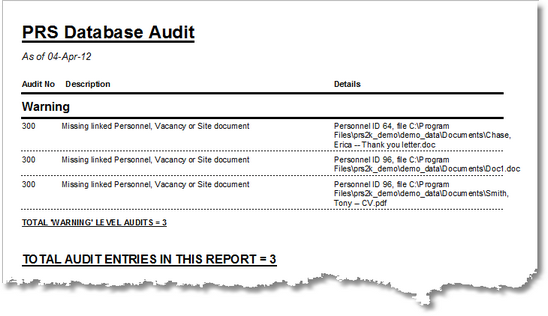 PRS Database Audit
As of 04-Apr-12
Audit No Description Details
Warning
300 Missing linked Personnel, Vacancy or Site document Personnel ID 64, file C:\Program
Files\prs2k_demo\demo_data\Documents\Chase,
Erica -- Thank you letter.doc
300 Missing linked Personnel, Vacancy or Site document Personnel ID 96, file C:\Program
Files\prs2k_demo\demo_data\Documents\Doc1.doc
300 Missing linked Personnel, Vacancy or Site document Personnel ID 96, file C:\Program
Files\prs2k_demo\demo_data\Documents\Smith,
Tony -- CV.pdf
TOTAL 'WARNING' LEVEL AUDITS = 3
TOTAL AUDIT ENTRIES IN THIS REPORT = 3